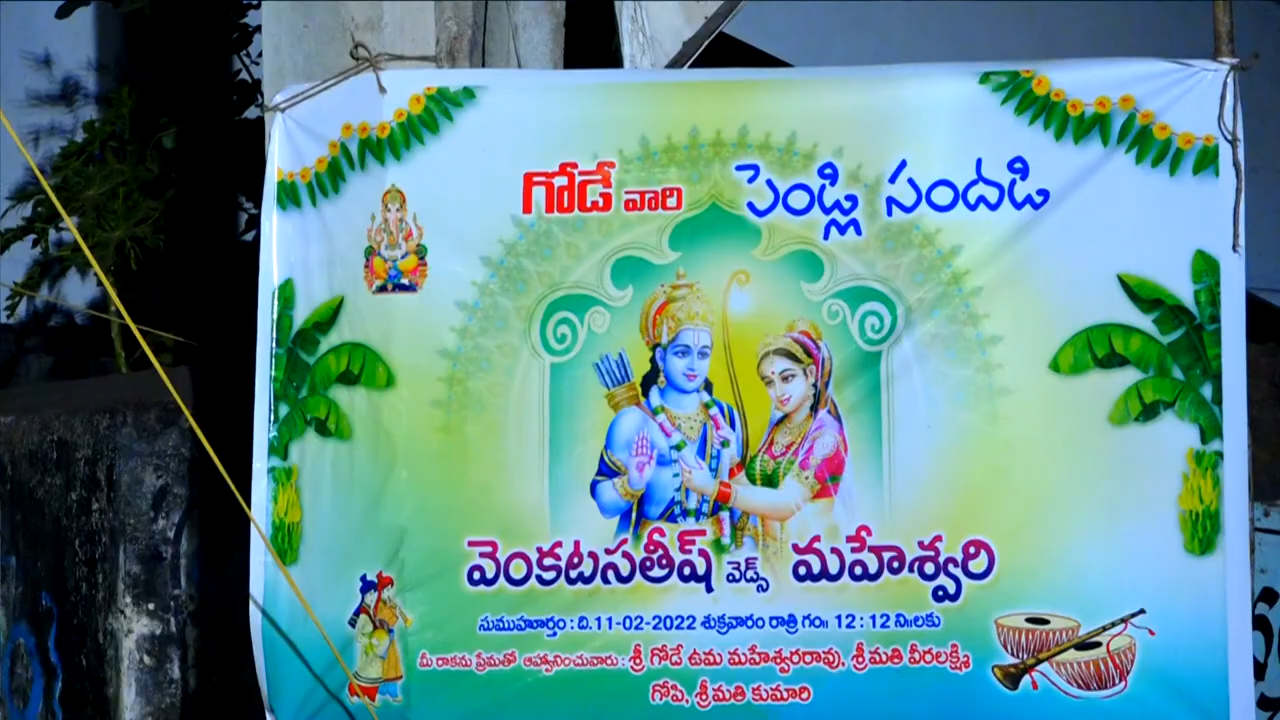 గోడే వారి పెండ్లి సందడి
వెంకటసతీష్ వెడ్స్ మహేశ్వరి
సుముహూర్తం : ది.11-02-2022 శుక్రవారం రాత్రి గం॥ 12 : 12 ని॥లకు
మీ రాకను ప్రేమతో ఆహ్వానించువారు : శ్రీ గోడే ఉమ మహేశ్వరరావు, శ్రీమతి వీరలక్ష్మి
గోపి, శ్రీమతి కుమారి